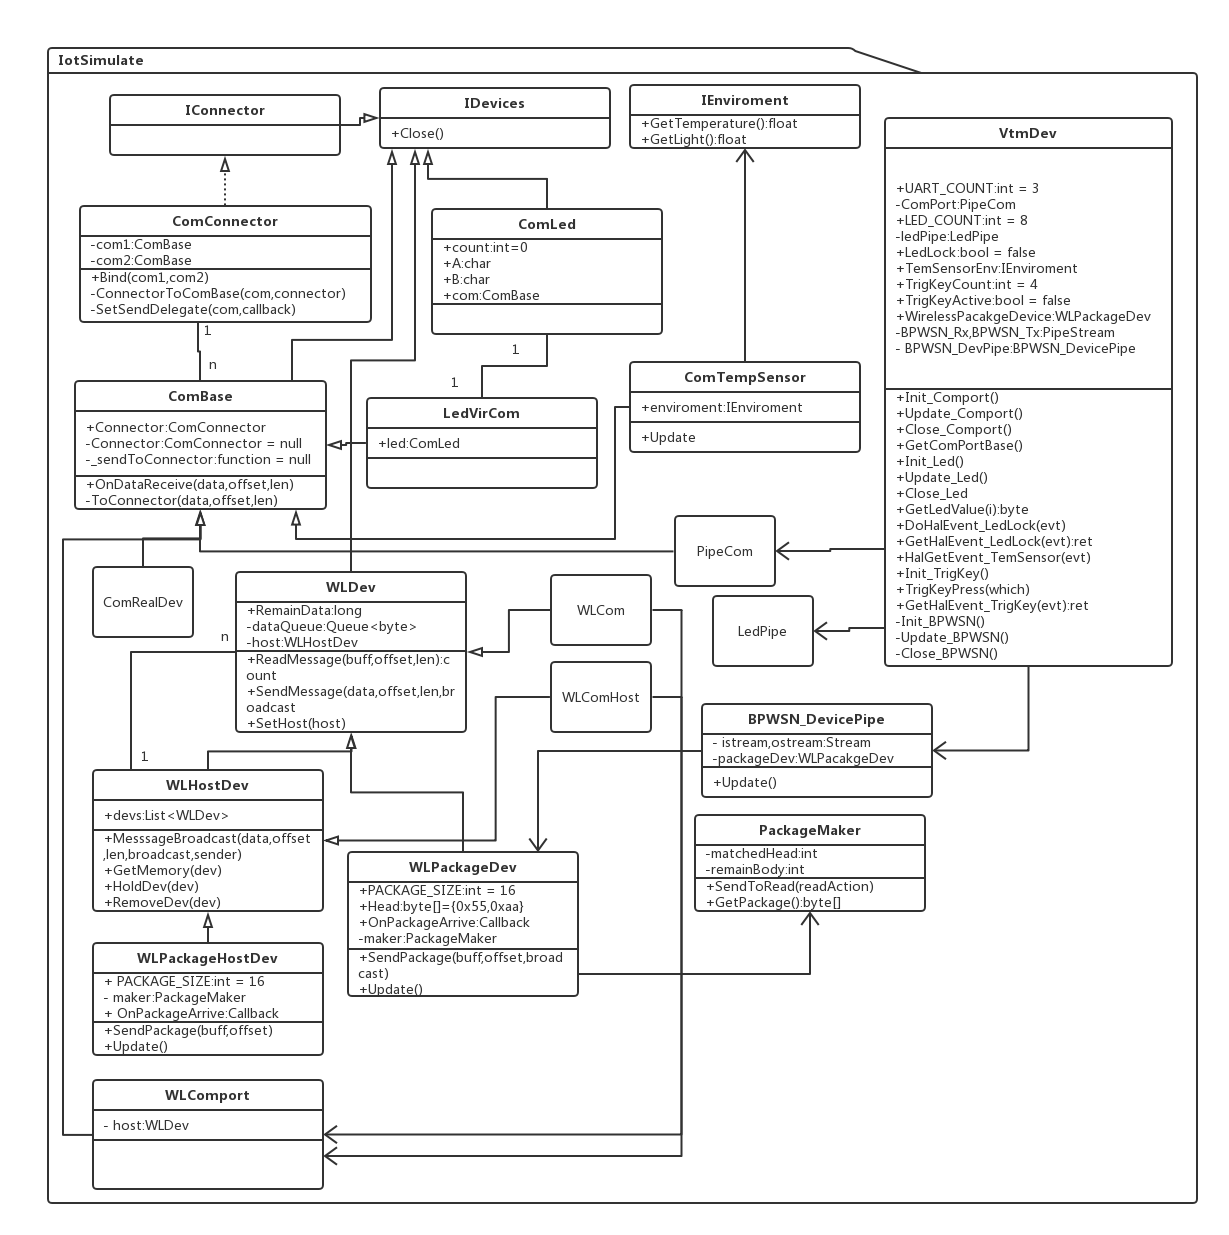 IotSimulate
IConnector
IDevices
+Close()
IEnviroment
+GetTemperature():float
+GetLight():float
VtmDev
+UART_COUNT:int = 3
-ComPort:PipeCom
+LED_COUNT:int = 8
-ledPipe:LedPipe
+LedLock:bool = false
+TemSensorEnv:IEnviroment
+TrigKeyCount:int = 4
+TrigKeyActive:bool = false
+WirelessPacakgeDevice:WLPackageDev
-BPWSN_Rx,BPWSN_Tx:PipeStream
- BPWSN_DevPipe:BPWSN_DevicePipe
+Init_Comport()
+Update_Comport()
+Close_Comport()
+GetComPortBase()
+Init_Led()
+Update_Led()
+Close_Led
+GetLedValue(i):byte
+DoHalEvent_LedLock(evt)
+GetHalEvent_LedLock(evt):ret
+HalGetEvent_TemSensor(evt)
+Init_TrigKey()
+TrigKeyPress(which)
+GetHalEvent_TrigKey(evt):ret
-Init_BPWSN()
-Update_BPWSN()
-Close_BPWSN()
ComConnector
-com1:ComBase
-com2:ComBase
+Bind(com1,com2)
-ConnectorToComBase(com,connector)
-SetSendDelegate(com,callback)
ComLed
+count:int=0
+A:char
+B:char
+com:ComBase
1
n
1
1
ComBase
+Connector:ComConnector
-Connector:ComConnector = null
-_sendToConnector:function = null
+OnDataReceive(data,offset,len)
-ToConnector(data,offset,len)
LedVirCom
+led:ComLed
ComTempSensor
+enviroment:IEnviroment
+Update
PipeCom
ComRealDev
WLDev
+RemainData:long
-dataQueue:Queue<byte>
-host:WLHostDev
+ReadMessage(buff,offset,len):c
ount
+SendMessage(data,offset,len,br
oadcast
+SetHost(host)
WLCom
LedPipe
n
1
WLComHost
BPWSN_DevicePipe
- istream,ostream:Stream
-packageDev:WLPacakgeDev
+Update()
WLHostDev
+devs:List<WLDev>
+MesssageBroadcast(data,offset
,len,broadcast,sender)
+GetMemory(dev)
+HoldDev(dev)
+RemoveDev(dev)
PackageMaker
-matchedHead:int
-remainBody:int
+SendToRead(readAction)
+GetPackage():byte[]
WLPackageDev
+PACKAGE_SIZE:int = 16
+Head:byte[]={0x55,0xaa}
+OnPackageArrive:Callback
-maker:PackageMaker
+SendPackage(buff,offset,broad
cast)
+Update()
WLPackageHostDev
+ PACKAGE_SIZE:int = 16
- maker:PackageMaker
+ OnPackageArrive:Callback
+SendPackage(buff,offset)
+Update()
WLComport
- host:WLDev